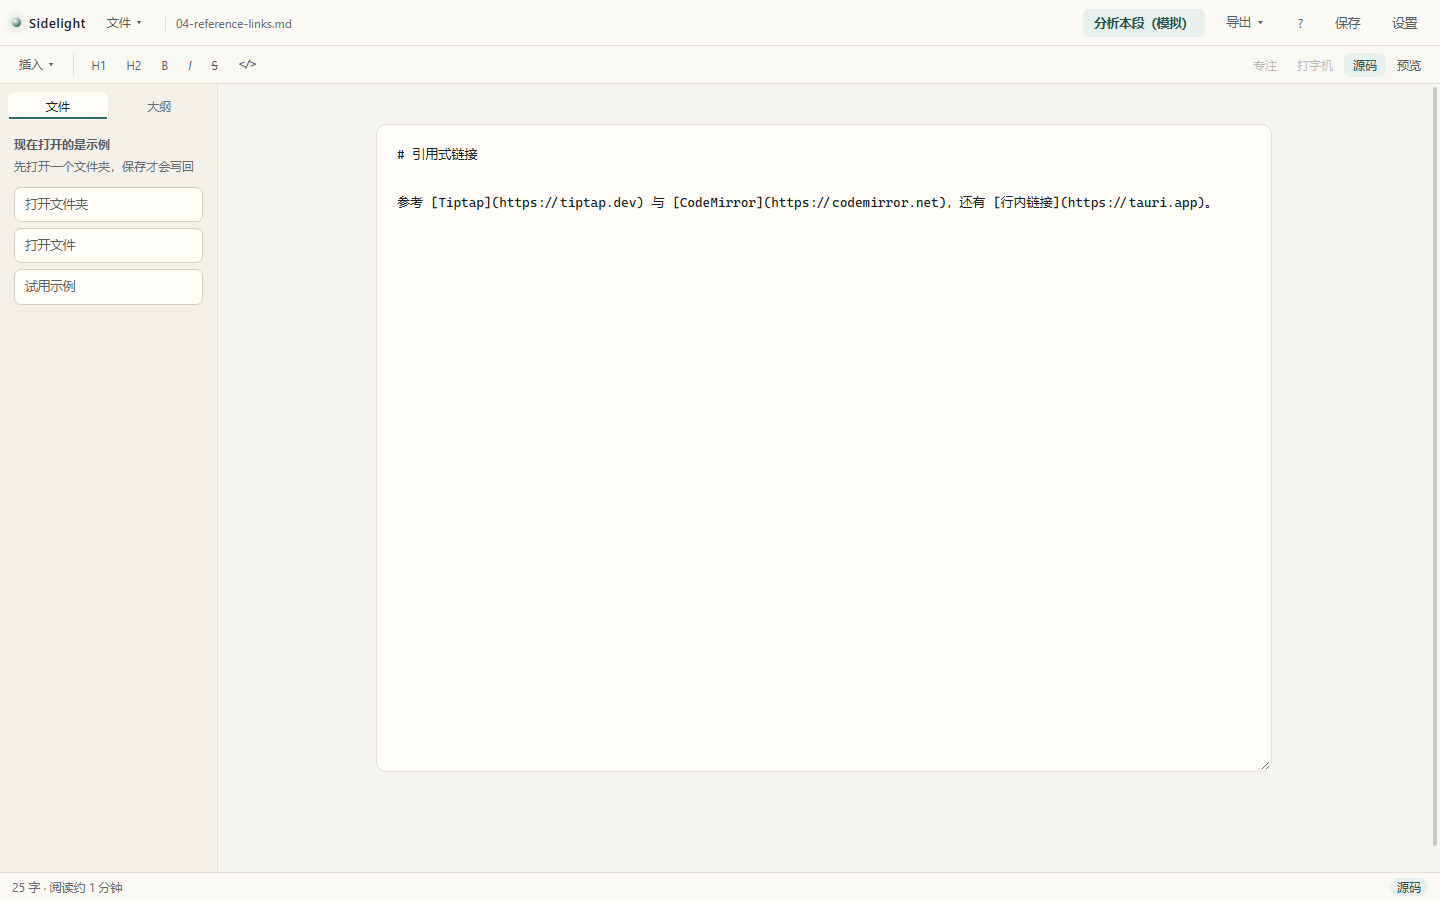 Sidelight 文件 ▾ 04-reference-links.md 分析本段（模拟） 导出 ▾ ? 保存 设置
插入 ▾ H1 H2 B I S </> 专注 打字机 源码 预览
文件 大纲
现在打开的是示例
先打开一个文件夹，保存才会写回
打开文件夹
打开文件
试用示例
# 引用式链接
参考 [Tiptap](https://tiptap.dev) 与 [CodeMirror](https://codemirror.net)，还有 [行内链接](https://tauri.app)。
25 字 · 阅读约 1 分钟 源码